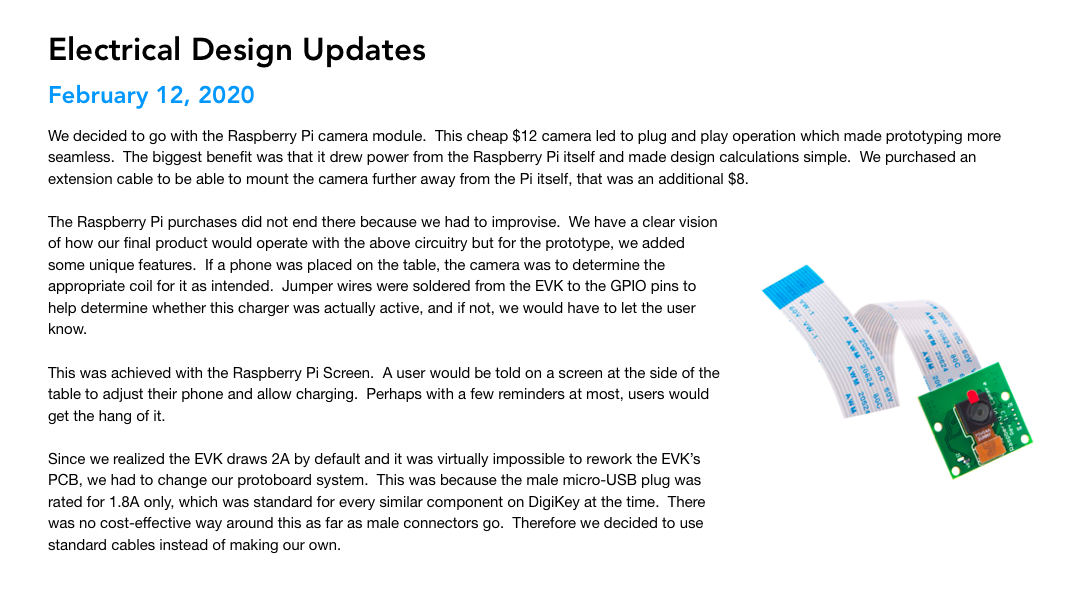 Electrical Design Updates
February 12, 2020
We decided to go with the Raspberry Pi camera module.  This cheap $12 camera led to plug and play operation which made prototyping more
seamless.  The biggest benefit was that it drew power from the Raspberry Pi itself and made design calculations simple.  We purchased an
extension cable to be able to mount the camera further away from the Pi itself, that was an additional $8.
The Raspberry Pi purchases did not end there because we had to improvise.  We have a clear vision
of how our final product would operate with the above circuitry but for the prototype, we added
some unique features.  If a phone was placed on the table, the camera was to determine the
appropriate coil for it as intended.  Jumper wires were soldered from the EVK to the GPIO pins to
help determine whether this charger was actually active, and if not, we would have to let the user
know.
This was achieved with the Raspberry Pi Screen.  A user would be told on a screen at the side of the
table to adjust their phone and allow charging.  Perhaps with a few reminders at most, users would
get the hang of it.
Since we realized the EVK draws 2A by default and it was virtually impossible to rework the EVK's
PCB, we had to change our protoboard system.  This was because the male micro-USB plug was
rated for 1.8A only, which was standard for every similar component on DigiKey at the time.  There
was no cost-effective way around this as far as male connectors go.  Therefore we decided to use
standard cables instead of making our own.
VW-1
60V VW-1
AWM 20624 80C 60V
AWM 20624 80C 60V